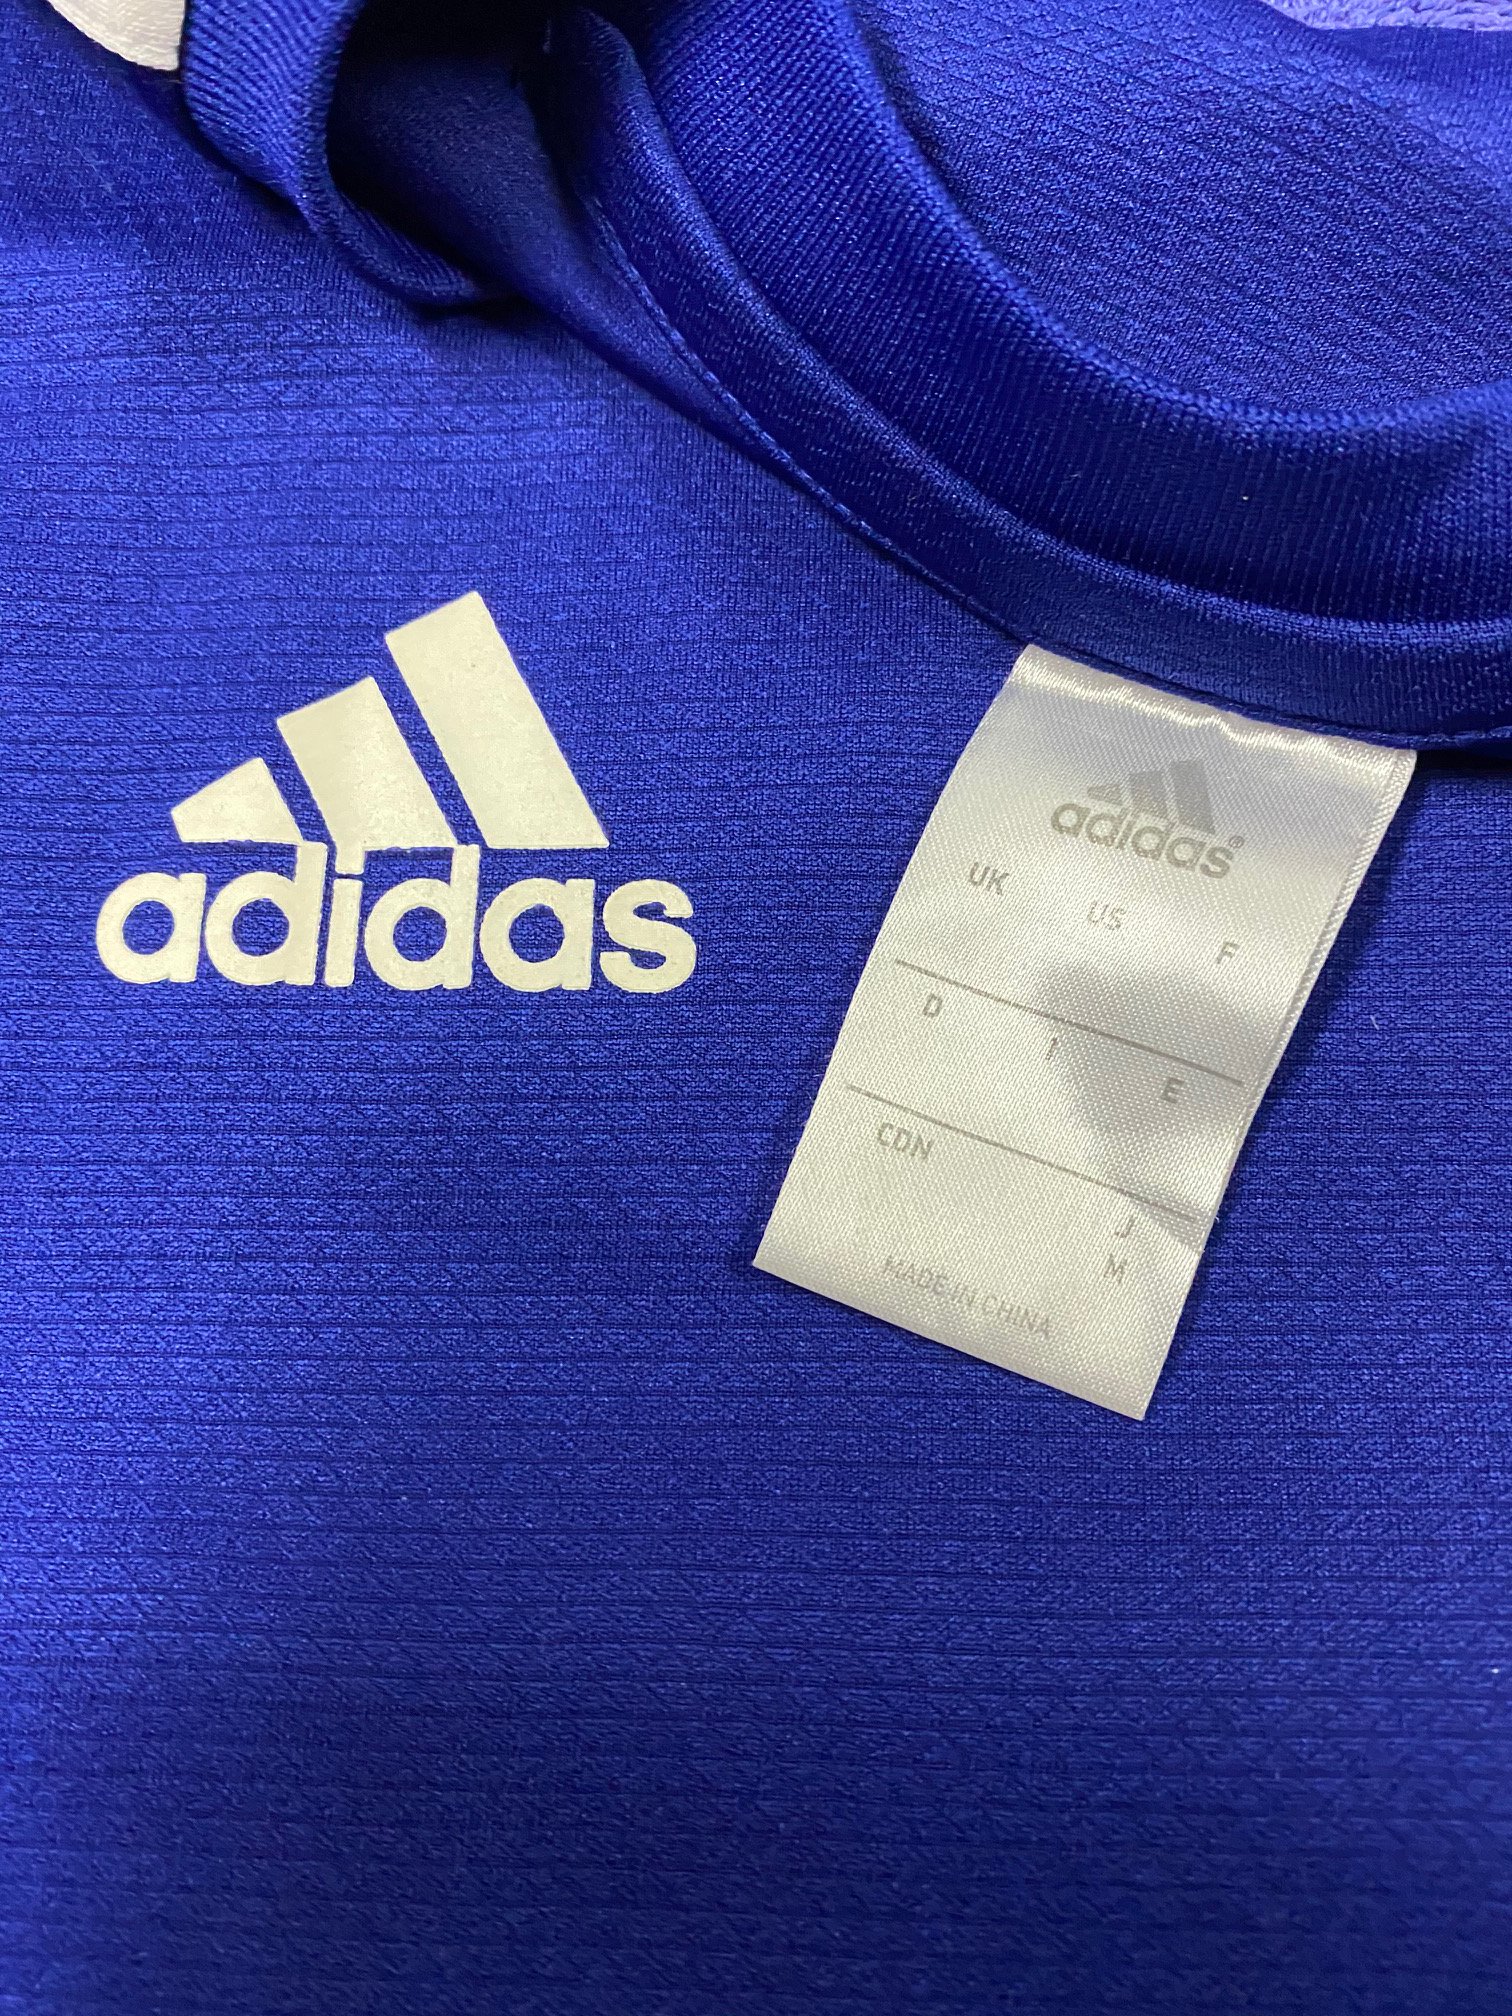 adidas
adidas®
UK US F
D I E
CDN J
M
MADE IN CHINA